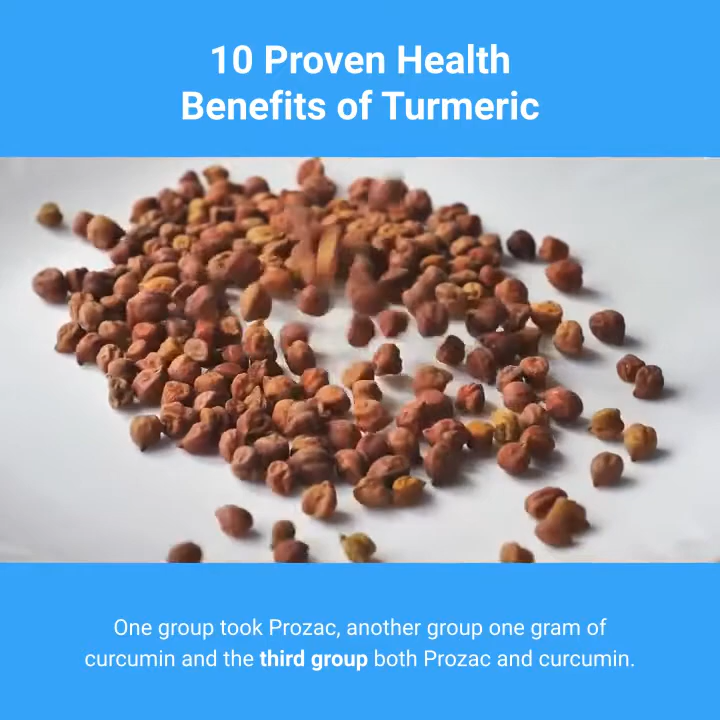 10 Proven Health
Benefits of Turmeric
One group took Prozac, another group one gram of
curcumin and the third group both Prozac and curcumin.